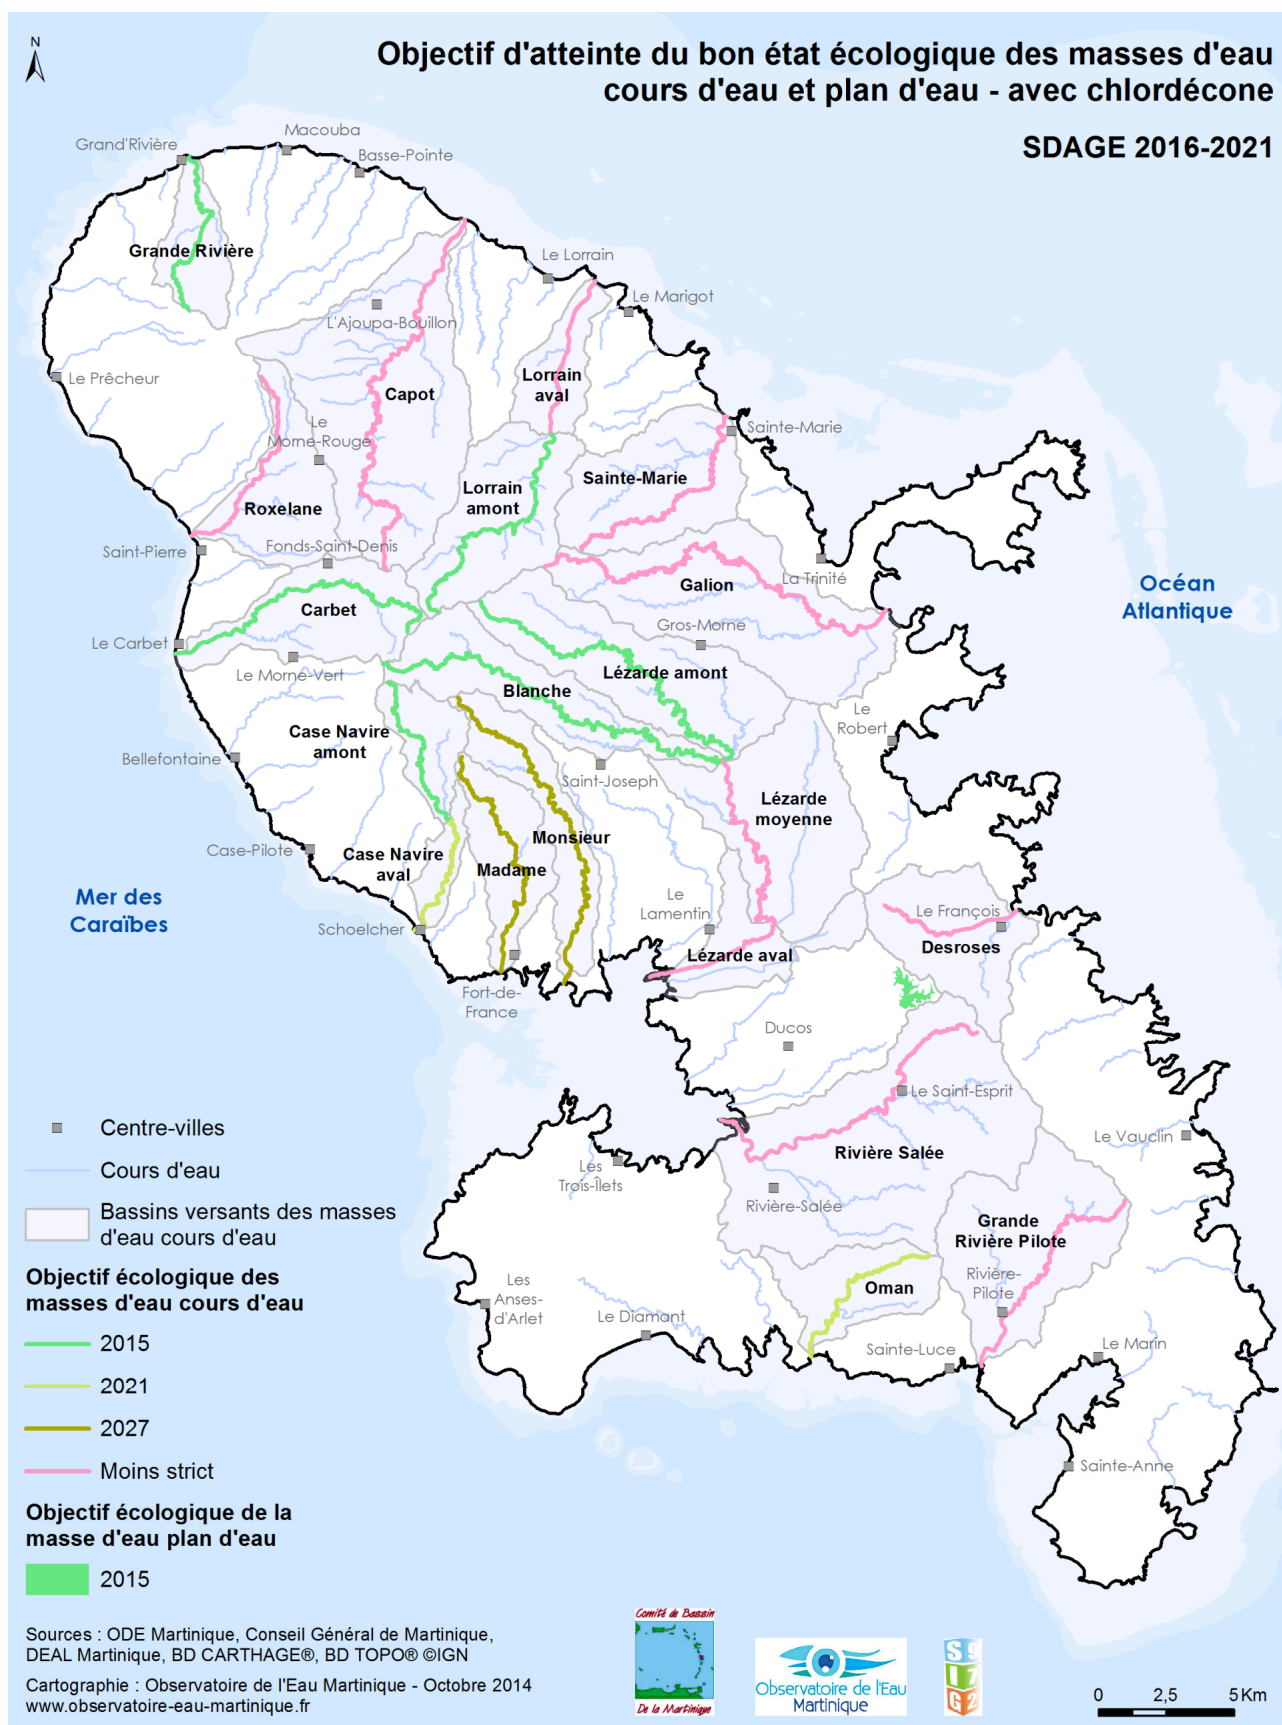 N
Objectif d'atteinte du bon état écologique des masses d'eau
cours d'eau et plan d'eau - avec chlordécone
SDAGE 2016-2021
Macouba
Grand'Rivière
Basse-Pointe
Grande Rivière
Le Lorrain
Le Marigot
L'Ajoupa-Bouillon
Le Prêcheur
Capot
Lorrain
aval
Le
Morne-Rouge
Sainte-Marie
Sainte-Marie
Lorrain
amont
Roxelane
Saint-Pierre
Fonds-Saint-Denis
La Trinité
Galion
Océan
Atlantique
Carbet
Gros-Morne
Le Carbet
Le Morne-Vert
Lézarde amont
Blanche
Le
Robert
Case Navire
amont
Bellefontaine
Saint-Joseph
Lézarde
moyenne
Monsieur
Case-Pilote
Case Navire
aval
Madame
Mer des
Caraïbes
Le
Lamentin
Le François
Schoelcher
Desroses
Lézarde aval
Fort-de-
France
Ducos
Le Saint-Esprit
Centre-villes
Le Vauclin
Rivière Salée
Cours d'eau
Les
Trois-Îlets
Rivière-Salée
Bassins versants des masses
d'eau cours d'eau
Grande
Rivière Pilote
Objectif écologique des
masses d'eau cours d'eau
Rivière-
Pilote
Oman
Les
Anses-
d'Arlet
Le Diamant
Sainte-Luce
Le Marin
2015
2021
2027
Moins strict
Sainte-Anne
Objectif écologique de la
masse d'eau plan d'eau
2015
Sources : ODE Martinique, Conseil Général de Martinique,
DEAL Martinique, BD CARTHAGE®, BD TOPO® ©IGN
Cartographie : Observatoire de l'Eau Martinique - Octobre 2014
www.observatoire-eau-martinique.fr
Comité de Bassin
De la Martinique
Observatoire de l'Eau
Martinique
S 9
I 7
G 2
0 2,5 5 Km